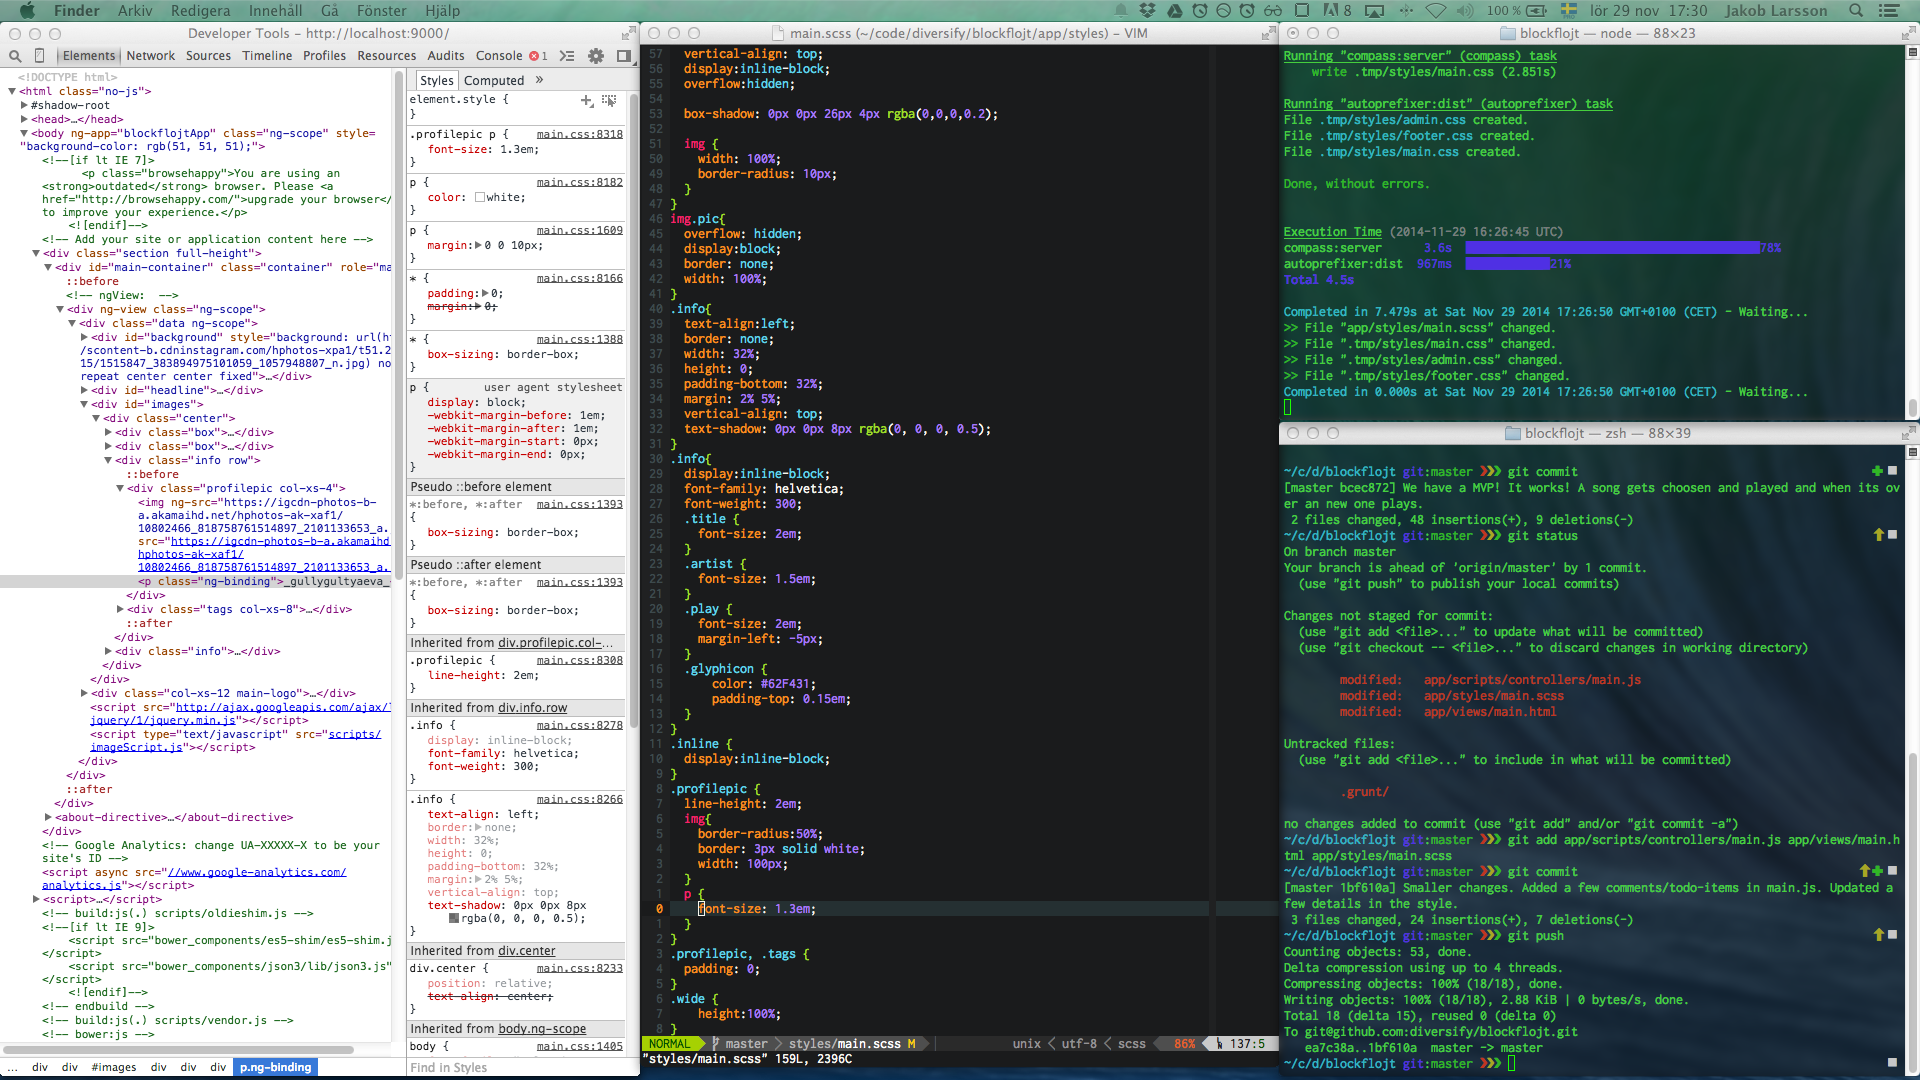 Finder Arkiv Redigera Innehåll Gå Fönster Hjälp
8 100 % lör 29 nov 17:30 Jakob Larsson
Developer Tools - http://localhost:9000/
Elements Network Sources Timeline Profiles Resources Audits Console 1
<!DOCTYPE html>
<html class="no-js">
#shadow-root
<head>…</head>
<body ng-app="blockflojtApp" class="ng-scope" style=
"background-color: rgb(51, 51, 51);">
<!--[if lt IE 7]>
<p class="browsehappy">You are using an
<strong>outdated</strong> browser. Please <a
href="http://browsehappy.com/">upgrade your browser</
to improve your experience.</p>
<![endif]-->
<!-- Add your site or application content here -->
<div class="section full-height">
<div id="main-container" class="container" role="ma
::before
<!-- ngView:  -->
<div ng-view class="ng-scope">
<div class="data ng-scope">
<div id="background" style="background: url(ht
/scontent-b.cdninstagram.com/hphotos-xpa1/t51.2
15/1515847_383894975101059_1057948807_n.jpg) no
repeat center center fixed">…</div>
<div id="headline">…</div>
<div id="images">
<div class="center">
<div class="box">…</div>
<div class="box">…</div>
<div class="info row">
::before
<div class="profilepic col-xs-4">
<img ng-src="https://igcdn-photos-b-
a.akamaihd.net/hphotos-ak-xaf1/
10802466_818758761514897_2101133653_a.
src="https://igcdn-photos-b-a.akamaihd
hphotos-ak-xaf1/
10802466_818758761514897_2101133653_a.
<p class="ng-binding">_gullygultyaeva_
</div>
<div class="tags col-xs-8">…</div>
::after
</div>
<div class="info">…</div>
</div>
</div>
<div class="col-xs-12 main-logo">…</div>
<script src="http://ajax.googleapis.com/ajax/l
jquery/1/jquery.min.js"></script>
<script type="text/javascript" src="scripts/
imageScript.js"></script>
</div>
</div>
::after
</div>
<about-directive>…</about-directive>
</div>
<!-- Google Analytics: change UA-XXXXX-X to be your
site's ID -->
<script async src="//www.google-analytics.com/
analytics.js"></script>
<script>…</script>
<!-- build:js(.) scripts/oldieshim.js -->
<!--[if lt IE 9]>
<script src="bower_components/es5-shim/es5-shim.j
</script>
<script src="bower_components/json3/lib/json3.js"
</script>
<![endif]-->
<!-- endbuild -->
<!-- build:js(.) scripts/vendor.js -->
<!-- bower:js -->
… div div #images div div div p.ng-binding
Styles Computed »
element.style {
}
.profilepic p { main.css:8318
font-size: 1.3em;
}
p { main.css:8182
color: white;
}
p { main.css:1609
margin: 0 0 10px;
}
* { main.css:8166
padding: 0;
margin: 0;
}
* { main.css:1388
box-sizing: border-box;
}
p { user agent stylesheet
display: block;
-webkit-margin-before: 1em;
-webkit-margin-after: 1em;
-webkit-margin-start: 0px;
-webkit-margin-end: 0px;
}
Pseudo ::before element
*:before, *:after main.css:1393
{
box-sizing: border-box;
}
Pseudo ::after element
*:before, *:after main.css:1393
{
box-sizing: border-box;
}
Inherited from div.profilepic.col-…
.profilepic { main.css:8308
line-height: 2em;
}
Inherited from div.info.row
.info { main.css:8278
display: inline-block;
font-family: helvetica;
font-weight: 300;
}
.info { main.css:8266
text-align: left;
border: none;
width: 32%;
height: 0;
padding-bottom: 32%;
margin: 2% 5%;
vertical-align: top;
text-shadow: 0px 0px 8px
rgba(0, 0, 0, 0.5);
}
Inherited from div.center
div.center { main.css:8233
position: relative;
text-align: center;
}
Inherited from body.ng-scope
body { main.css:1405
Find in Styles
main.scss (~/code/diversify/blockflojt/app/styles) – VIM
57 vertical-align: top;
56 display:inline-block;
55 overflow:hidden;
54
53 box-shadow: 0px 0px 26px 4px rgba(0,0,0,0.2);
52
51 img {
50 width: 100%;
49 border-radius: 10px;
48 }
47 }
46 img.pic{
45 overflow: hidden;
44 display:block;
43 border: none;
42 width: 100%;
41 }
40 .info{
39 text-align:left;
38 border: none;
37 width: 32%;
36 height: 0;
35 padding-bottom: 32%;
34 margin: 2% 5%;
33 vertical-align: top;
32 text-shadow: 0px 0px 8px rgba(0, 0, 0, 0.5);
31 }
30 .info{
29 display:inline-block;
28 font-family: helvetica;
27 font-weight: 300;
26 .title {
25 font-size: 2em;
24 }
23 .artist {
22 font-size: 1.5em;
21 }
20 .play {
19 font-size: 2em;
18 margin-left: -5px;
17 }
16 .glyphicon {
15 color: #62F431;
14 padding-top: 0.15em;
13 }
12 }
11 .inline {
10 display:inline-block;
9 }
8 .profilepic {
7 line-height: 2em;
6 img{
5 border-radius:50%;
4 border: 3px solid white;
3 width: 100px;
2 }
1 p {
0 font-size: 1.3em;
1 }
2 }
3 .profilepic, .tags {
4 padding: 0;
5 }
6 .wide {
7 height:100%;
8 }
NORMAL master styles/main.scss M unix < utf-8 < scss 86% 137:5
"styles/main.scss" 159L, 2396C
blockflojt — node — 88×23
Running "compass:server" (compass) task
write .tmp/styles/main.css (2.851s)
Running "autoprefixer:dist" (autoprefixer) task
File .tmp/styles/admin.css created.
File .tmp/styles/footer.css created.
File .tmp/styles/main.css created.
Done, without errors.
Execution Time (2014-11-29 16:26:45 UTC)
compass:server 3.6s 78%
autoprefixer:dist 967ms 21%
Total 4.5s
Completed in 7.479s at Sat Nov 29 2014 17:26:50 GMT+0100 (CET) - Waiting...
>> File "app/styles/main.scss" changed.
>> File ".tmp/styles/main.css" changed.
>> File ".tmp/styles/admin.css" changed.
>> File ".tmp/styles/footer.css" changed.
Completed in 0.000s at Sat Nov 29 2014 17:26:50 GMT+0100 (CET) - Waiting...
blockflojt — zsh — 88×39
~/c/d/blockflojt git:master ❯❯❯ git commit
[master bcec872] We have a MVP! It works! A song gets choosen and played and when its ov
er an new one plays.
2 files changed, 48 insertions(+), 9 deletions(-)
~/c/d/blockflojt git:master ❯❯❯ git status
On branch master
Your branch is ahead of 'origin/master' by 1 commit.
(use "git push" to publish your local commits)
Changes not staged for commit:
(use "git add <file>..." to update what will be committed)
(use "git checkout -- <file>..." to discard changes in working directory)
modified: app/scripts/controllers/main.js
modified: app/styles/main.scss
modified: app/views/main.html
Untracked files:
(use "git add <file>..." to include in what will be committed)
.grunt/
no changes added to commit (use "git add" and/or "git commit -a")
~/c/d/blockflojt git:master ❯❯❯ git add app/scripts/controllers/main.js app/views/main.h
tml app/styles/main.scss
~/c/d/blockflojt git:master ❯❯❯ git commit
[master 1bf610a] Smaller changes. Added a few comments/todo-items in main.js. Updated a
few details in the style.
3 files changed, 24 insertions(+), 7 deletions(-)
~/c/d/blockflojt git:master ❯❯❯ git push
Counting objects: 53, done.
Delta compression using up to 4 threads.
Compressing objects: 100% (18/18), done.
Writing objects: 100% (18/18), 2.88 KiB | 0 bytes/s, done.
Total 18 (delta 15), reused 0 (delta 0)
To git@github.com:diversify/blockflojt.git
ea7c38a..1bf610a master -> master
~/c/d/blockflojt git:master ❯❯❯